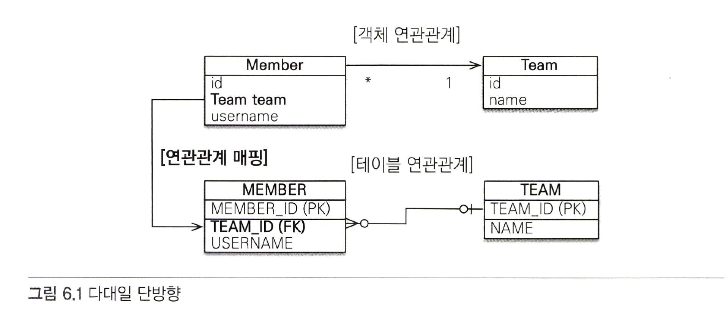 [객체 연관관계]
Member
Team
id
*
1
id
Team team
name
username
[연관관계 매핑]
[테이블 연관관계]
MEMBER
TEAM
MEMBER_ID (PK)
TEAM_ID (PK)
TEAM_ID (FK)
NAME
USERNAME
그림 6.1 다대일 단방향